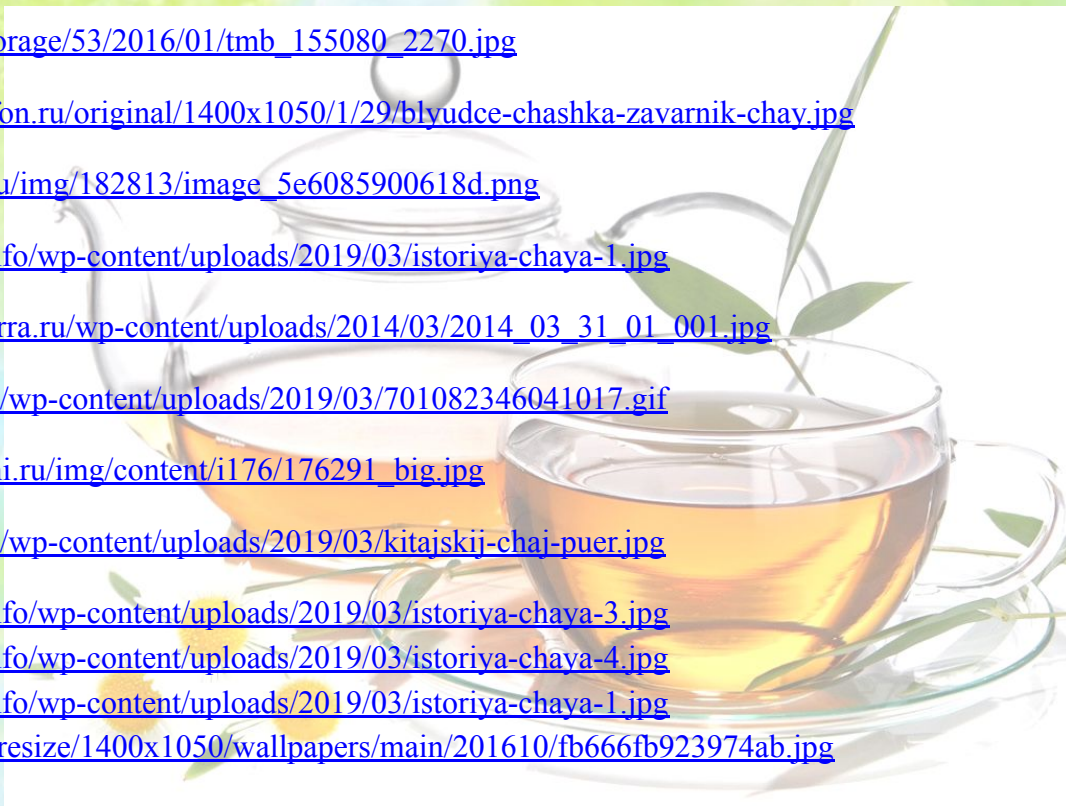 orage/53/2016/01/tmb_155080_2270.jpg
on.ru/original/1400x1050/1/29/blyudce-chashka-zavarnik-chay.jpg
u/img/182813/image_5e6085900618d.png
fo/wp-content/uploads/2019/03/istoriya-chaya-1.jpg
rra.ru/wp-content/uploads/2014/03/2014_03_31_01_001.jpg
/wp-content/uploads/2019/03/701082346041017.gif
i.ru/img/content/i176/176291_big.jpg
/wp-content/uploads/2019/03/kitajskij-chaj-puer.jpg
fo/wp-content/uploads/2019/03/istoriya-chaya-3.jpg
fo/wp-content/uploads/2019/03/istoriya-chaya-4.jpg
fo/wp-content/uploads/2019/03/istoriya-chaya-1.jpg
resize/1400x1050/wallpapers/main/201610/fb666fb923974ab.jpg